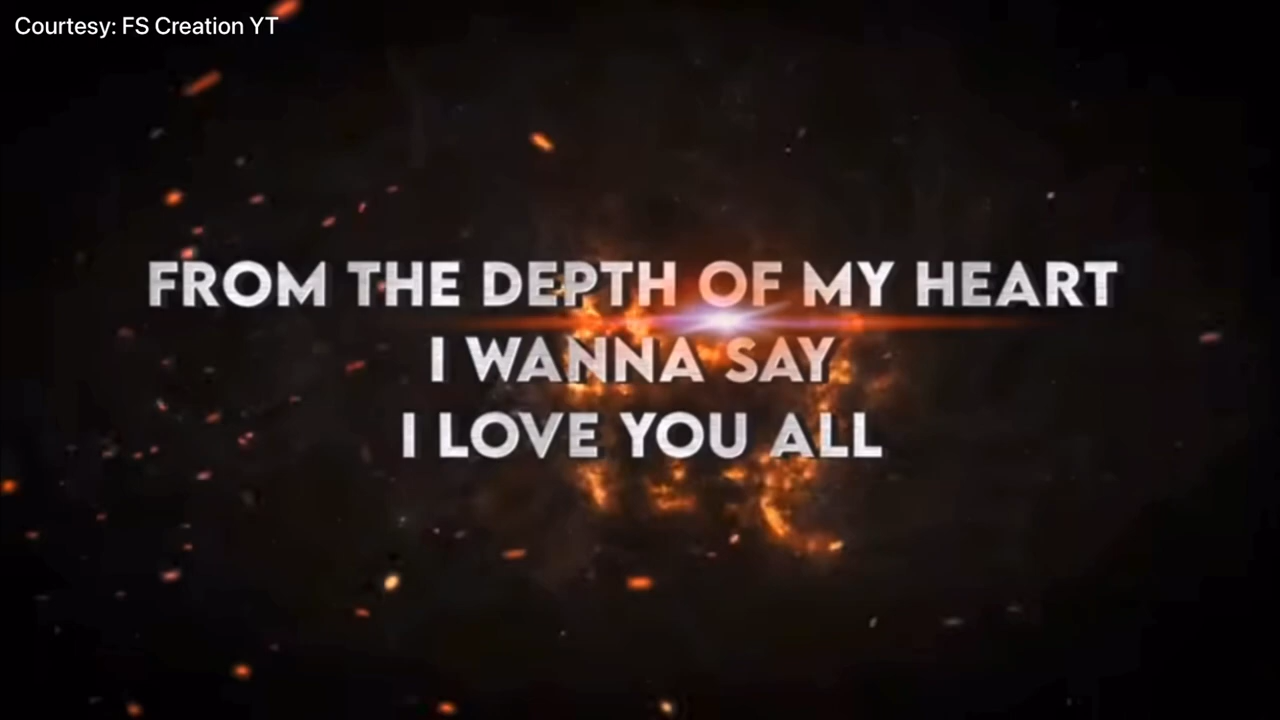 Courtesy: FS Creation YT
FROM THE DEPTH OF MY HEART
I WANNA SAY
I LOVE YOU ALL